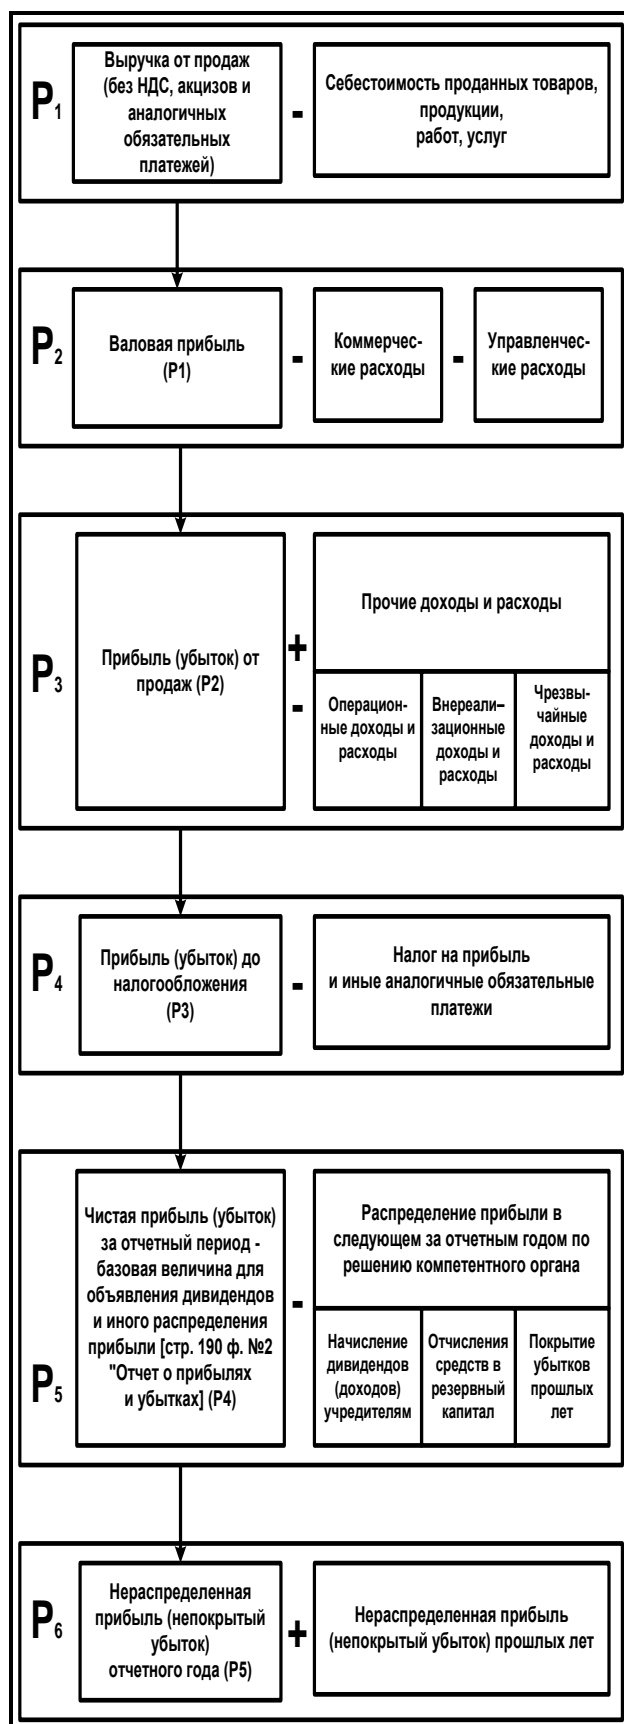 P1
Выручка от продаж
(без НДС, акцизов и
аналогичных
обязательных
платежей)
-
Себестоимость проданных товаров,
продукции,
работ, услуг
P2
Валовая прибыль
(P1)
-
Коммерчес-
кие расходы
-
Управленчес-
кие расходы
P3
Прибыль (убыток) от
продаж (P2)
+
-
Прочие доходы и расходы
Операцион-
ные доходы и
расходы
Внереали–
зационные
доходы и
расходы
Чрезвы-
чайные
доходы и
расходы
P4
Прибыль (убыток) до
налогообложения
(P3)
-
Налог на прибыль
и иные аналогичные обязательные
платежи
P5
Чистая прибыль (убыток)
за отчетный период -
базовая величина для
объявления дивидендов
и иного распределения
прибыли [стр. 190 ф. №2
"Отчет о прибылях
и убытках] (P4)
-
Распределение прибыли в
следующем за отчетным годом по
решению компетентного органа
Начисление
дивидендов
(доходов)
учредителям
Отчисления
средств в
резервный
капитал
Покрытие
убытков
прошлых
лет
P6
Нераспределенная
прибыль (непокрытый
убыток)
отчетного года (P5)
+
Нераспределенная прибыль
(непокрытый убыток) прошлых лет